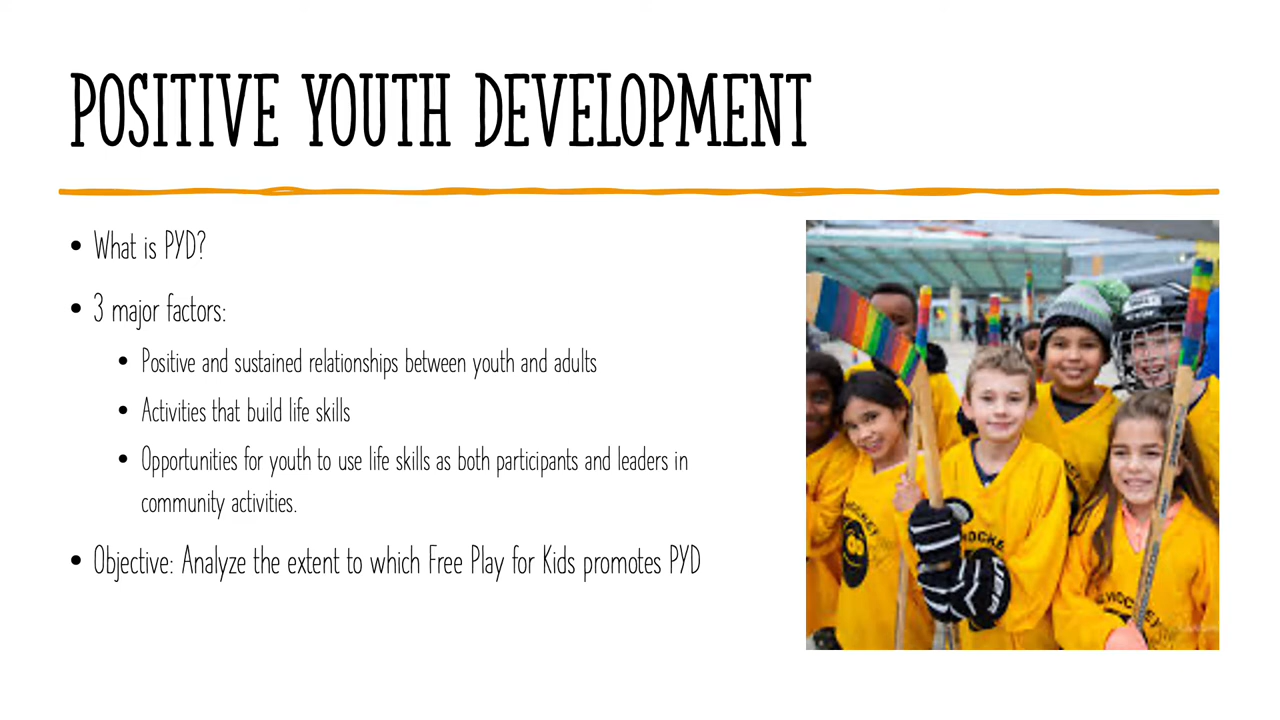 POSITIVE YOUTH DEVELOPMENT
• What is PYD?
• 3 major factors:
• Positive and sustained relationships between youth and adults
• Activities that build life skills
• Opportunities for youth to use life skills as both participants and leaders in
community activities.
• Objective: Analyze the extent to which Free Play for Kids promotes PYD
HOCKEY